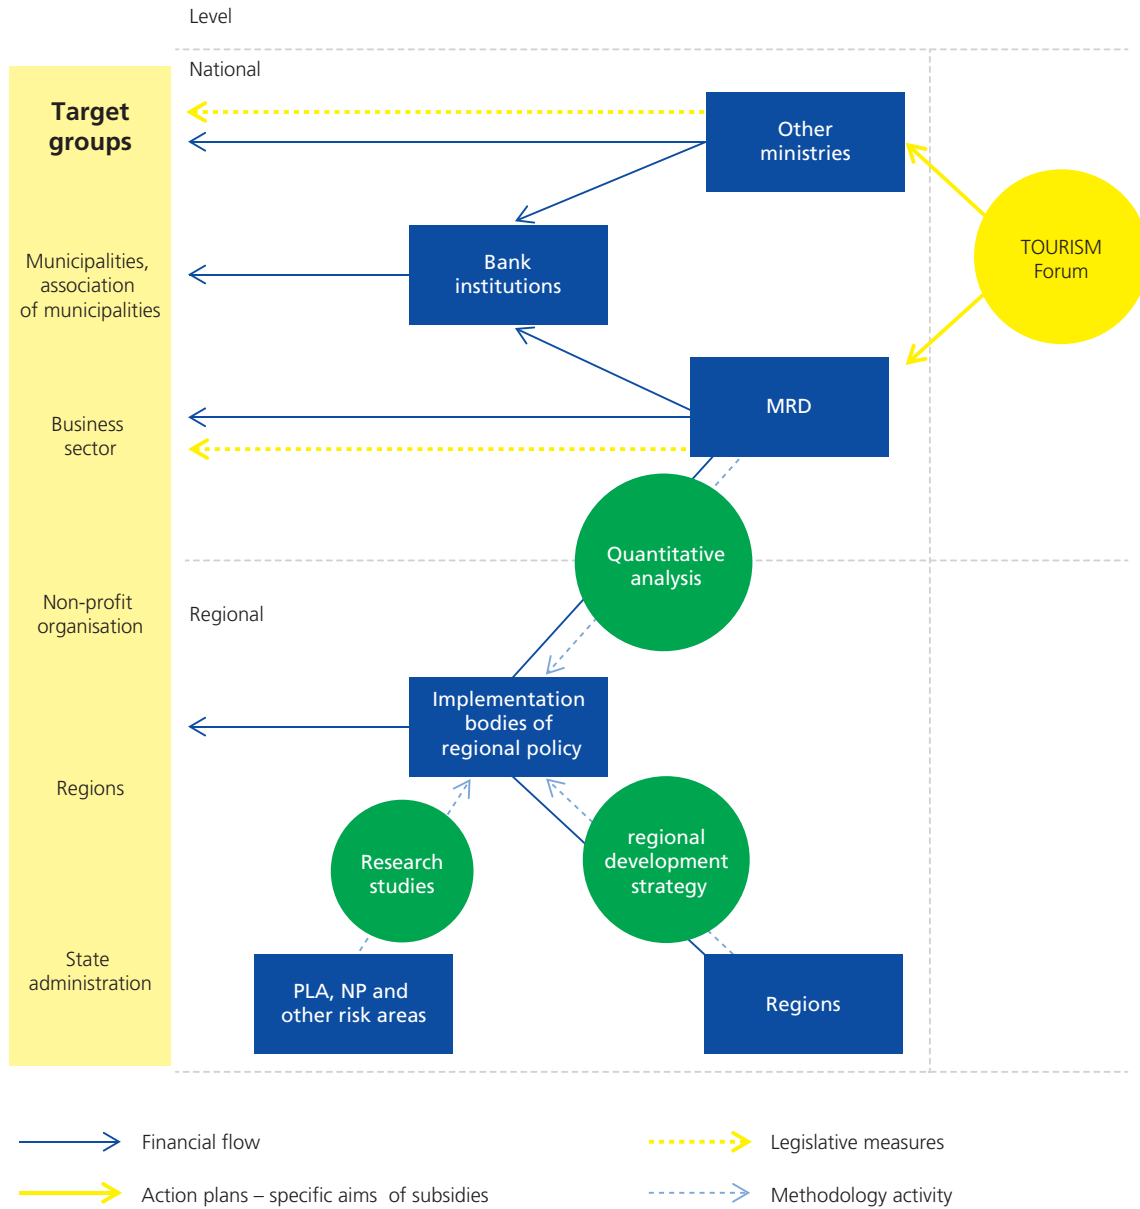 Level
National
Target
groups
Municipalities,
association
of municipalities
Business
sector
Non-profit
organisation
Regions
State
administration
Other
ministries
TOURISM
Forum
Bank
institutions
MRD
Quantitative
analysis
Regional
Implementation
bodies of
regional policy
Research
studies
regional
development
strategy
PLA, NP and
other risk areas
Regions
Financial flow
Legislative measures
Action plans – specific aims of subsidies
Methodology activity